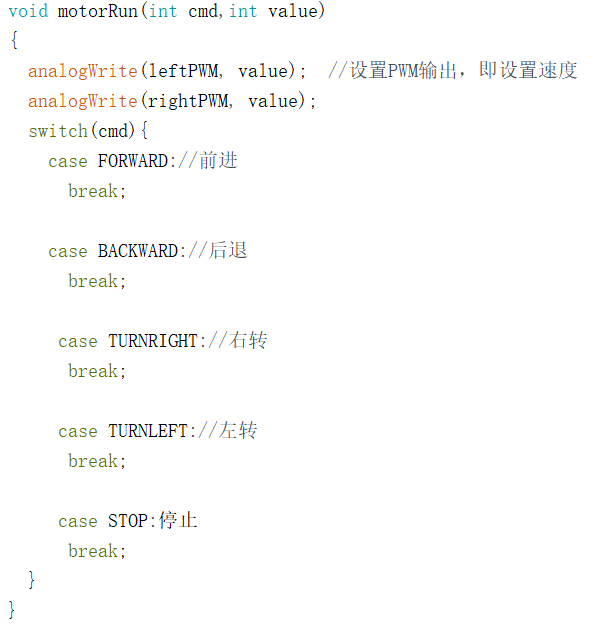 void motorRun(int cmd,int value)
{
  analogWrite(leftPWM, value);  //设置PWM输出，即设置速度
  analogWrite(rightPWM, value);
  switch(cmd){
    case FORWARD://前进
      break;

    case BACKWARD://后退
      break;

     case TURNRIGHT://右转
      break;

     case TURNLEFT://左转
      break;

     case STOP:停止
      break;
  }
}